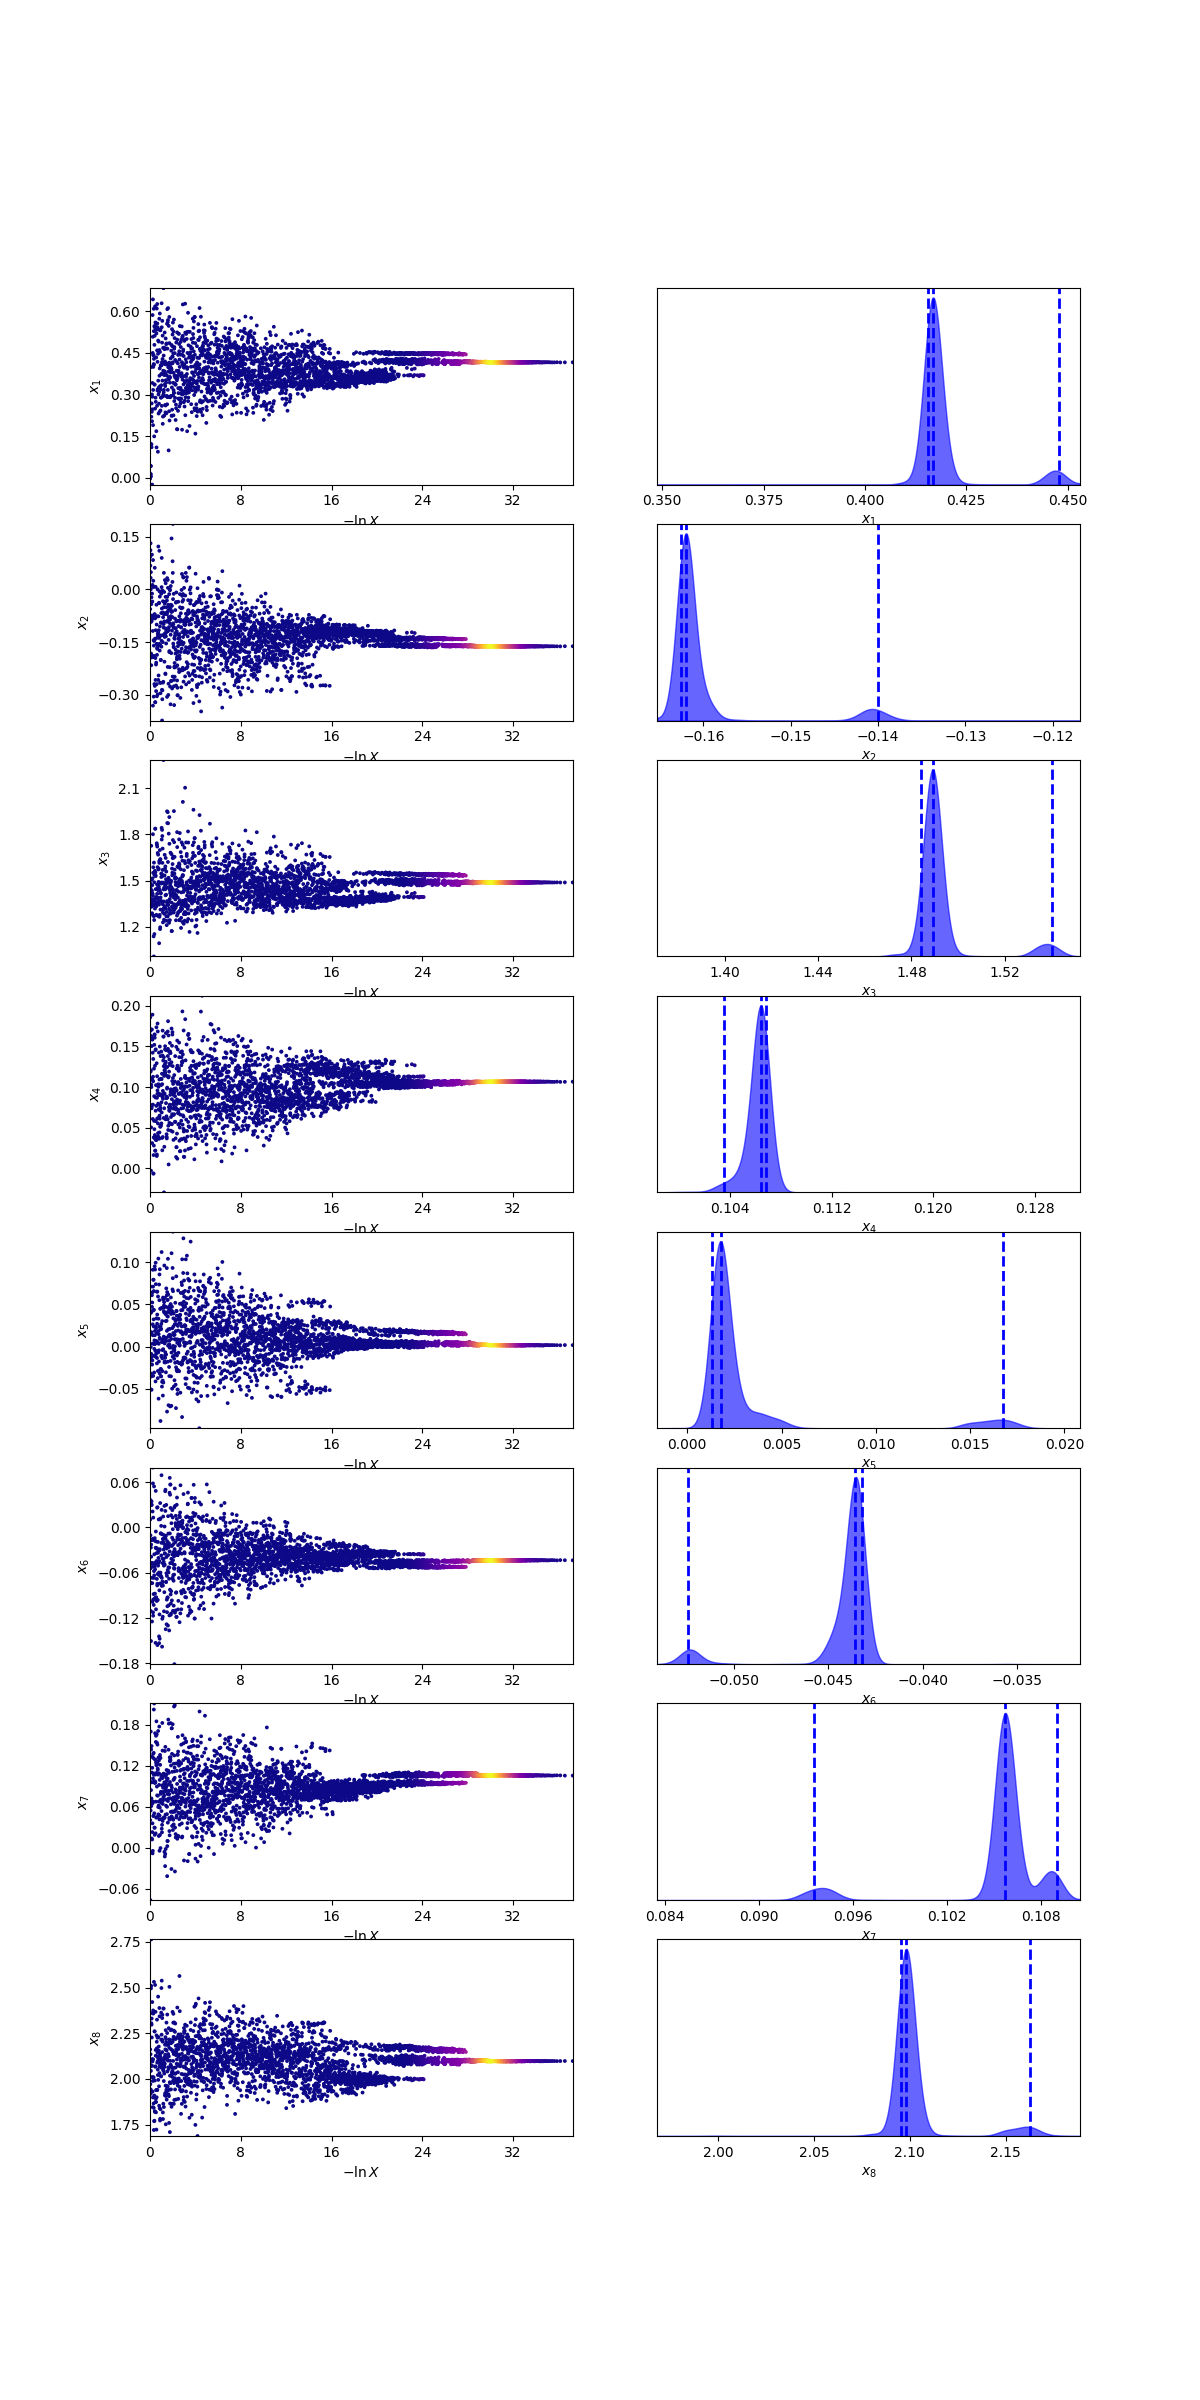 0.60
0.45
0.30
0.15
0.00
x₁
0 8 16 24 32
−ln X
0.350 0.375 0.400 0.425 0.450
x₁
0.15
0.00
−0.15
−0.30
x₂
0 8 16 24 32
−ln X
−0.16 −0.15 −0.14 −0.13 −0.12
x₂
2.1
1.8
1.5
1.2
x₃
0 8 16 24 32
−ln X
1.40 1.44 1.48 1.52
x₃
0.20
0.15
0.10
0.05
0.00
x₄
0 8 16 24 32
−ln X
0.104 0.112 0.120 0.128
x₄
0.10
0.05
0.00
−0.05
x₅
0 8 16 24 32
−ln X
0.000 0.005 0.010 0.015 0.020
x₅
0.06
0.00
−0.06
−0.12
−0.18
x₆
0 8 16 24 32
−ln X
−0.050 −0.045 −0.040 −0.035
x₆
0.18
0.12
0.06
0.00
−0.06
x₇
0 8 16 24 32
−ln X
0.084 0.090 0.096 0.102 0.108
x₇
2.75
2.50
2.25
2.00
1.75
x₈
0 8 16 24 32
−ln X
2.00 2.05 2.10 2.15
x₈